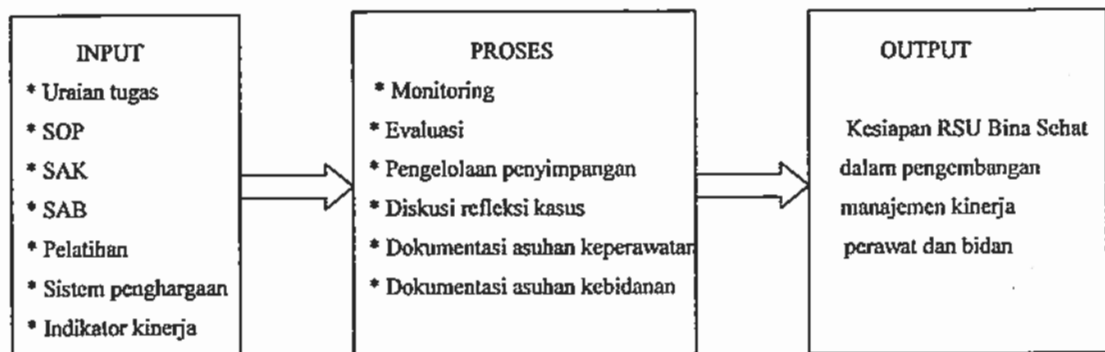 INPUT
* Uraian tugas
* SOP
* SAK
* SAB
* Pelatihan
* Sistem penghargaan
* Indikator kinerja
PROSES
* Monitoring
* Evaluasi
* Pengelolaan penyimpangan
* Diskusi refleksi kasus
* Dokumentasi asuhan keperawatan
* Dokumentasi asuhan kebidanan
OUTPUT
Kesiapan RSU Bina Sehat
dalam pengembangan
manajemen kinerja
perawat dan bidan